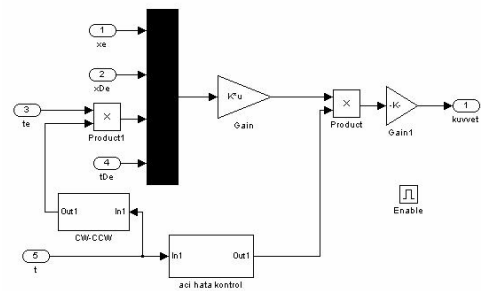 1
xe
2
xDe
3
te
×
Product1
4
tDe
K*u
Gain
×
Product
-K-
Gain1
1
kuvvet
Enable
Out1 In1
CW-CCW
5
t
In1 Out1
aci hata kontrol